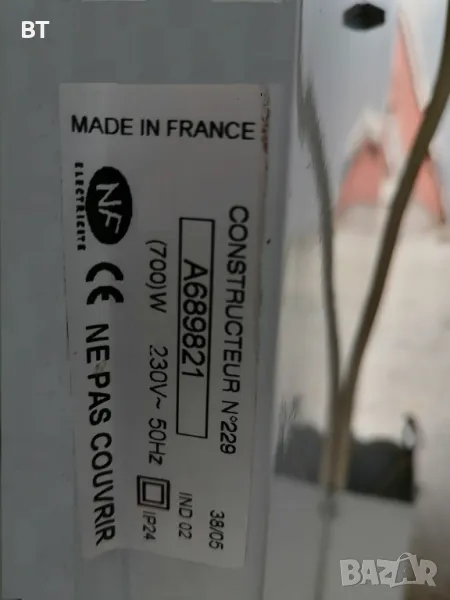 BT
MADE IN FRANCE
CONSTRUCTEUR N°229
A689821
38/05
IND 02
(700)W 230V~ 50Hz
IP24
NF
ELECTRICITE
CE NE PAS COUVRIR
bazar